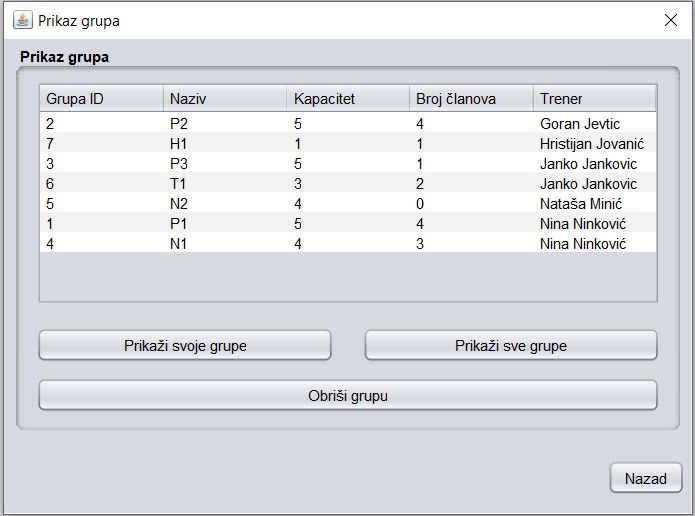 Prikaz grupa
Prikaz grupa
Grupa ID Naziv Kapacitet Broj članova Trener
2 P2 5 4 Goran Jevtic
7 H1 1 1 Hristijan Jovanić
3 P3 5 1 Janko Jankovic
6 T1 3 2 Janko Jankovic
5 N2 4 0 Nataša Minić
1 P1 5 4 Nina Ninković
4 N1 4 3 Nina Ninković
Prikaži svoje grupe Prikaži sve grupe
Obriši grupu
Nazad